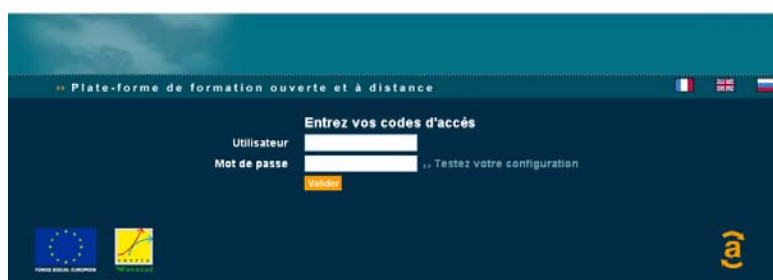 ›› Plate-forme de formation ouverte et à distance
Entrez vos codes d'accés
Utilisateur
Mot de passe
›› Testez votre configuration
Valider
FONDS SOCIAL EUROPEEN
a